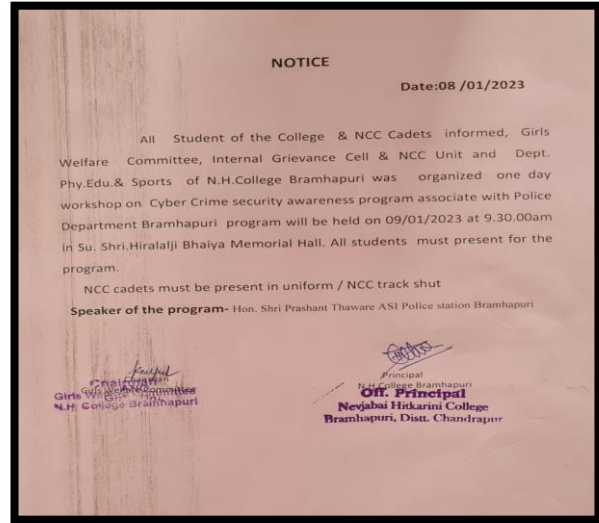 NOTICE
Date:08 /01/2023
All Student of the College & NCC Cadets informed, Girls
Welfare Committee, Internal Grievance Cell & NCC Unit and Dept.
Phy.Edu.& Sports of N.H.College Bramhapuri was organized one day
workshop on Cyber Crime security awareness program associate with Police
Department Bramhapuri program will be held on 09/01/2023 at 9.30.00am
in Su. Shri.Hiralalji Bhaiya Memorial Hall. All students must present for the
program.
NCC cadets must be present in uniform / NCC track shut
Speaker of the program- Hon. Shri Prashant Thaware ASI Police station Bramhapuri
Chairman
Girls Welfare Committee
N.H. College Bramhapuri
Principal
N.H.College Bramhapuri
Off. Principal
Nevjabai Hitkarini College
Bramhapuri, Distt. Chandrapur